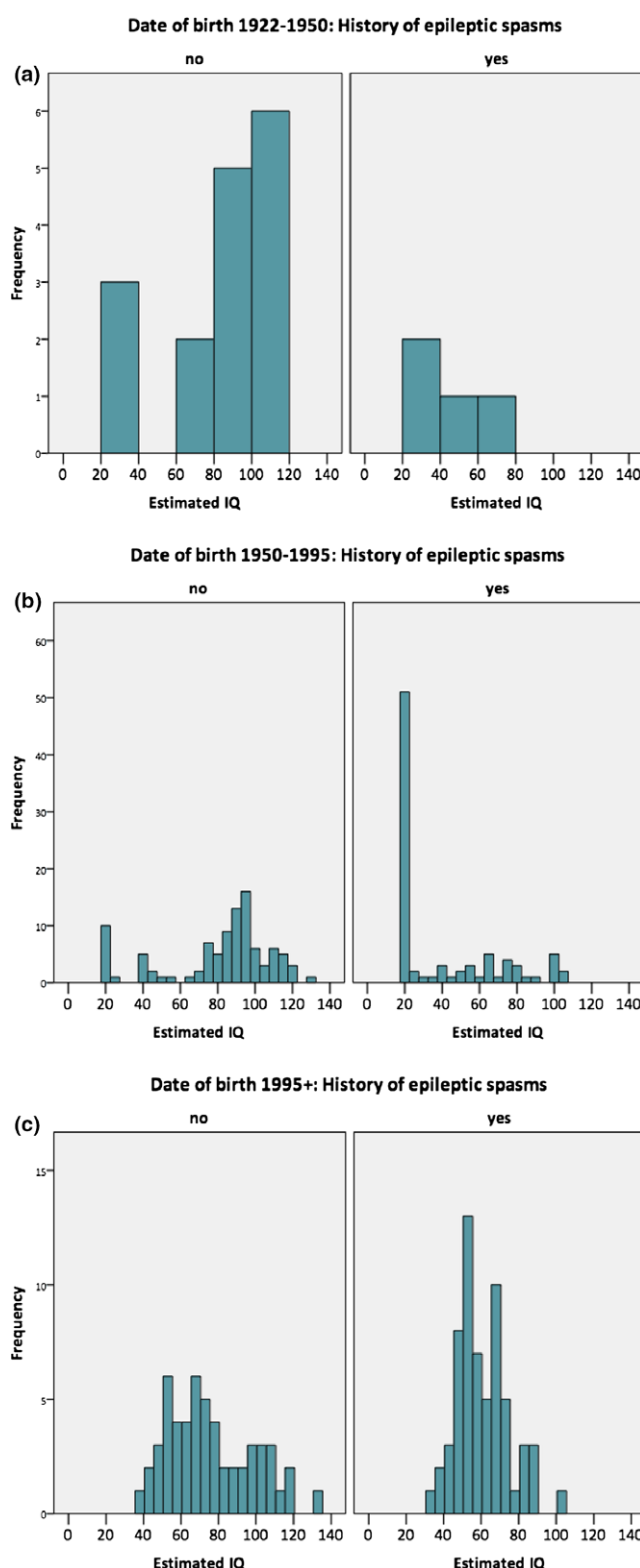 Date of birth 1922-1950: History of epileptic spasms
no yes
(a)
6
5
4
3
2
1
0
Frequency
0 20 40 60 80 100 120 140 0 20 40 60 80 100 120 140
Estimated IQ Estimated IQ
Date of birth 1950-1995: History of epileptic spasms
no yes
(b)
60
50
40
30
20
10
0
Frequency
0 20 40 60 80 100 120 140 0 20 40 60 80 100 120 140
Estimated IQ Estimated IQ
Date of birth 1995+: History of epileptic spasms
no yes
(c)
15
10
5
0
Frequency
0 20 40 60 80 100 120 140 0 20 40 60 80 100 120 140
Estimated IQ Estimated IQ